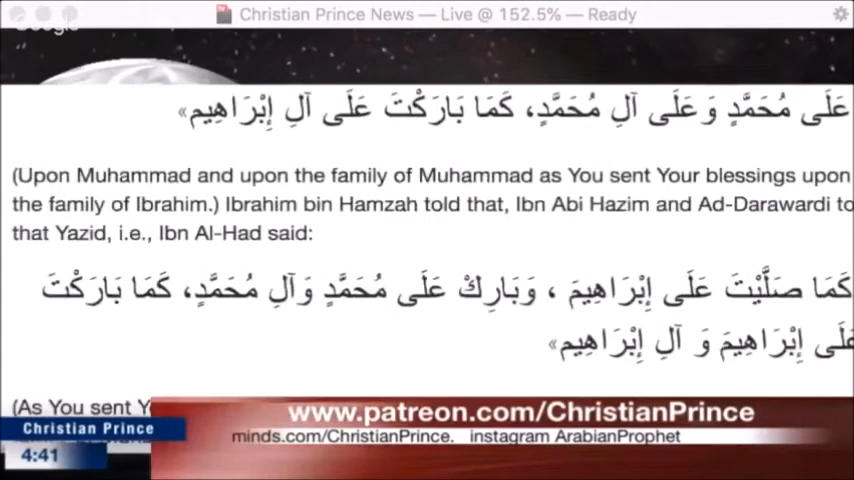 Christian Prince News — Live @ 152.5% — Ready
Google
عَلَى مُحَمَّدٍ وَعَلَى آلِ مُحَمَّدٍ، كَمَا بَارَكْتَ عَلَى آلِ إِبْرَاهِيم»
(Upon Muhammad and upon the family of Muhammad as You sent Your blessings upon
the family of Ibrahim.) Ibrahim bin Hamzah told that, Ibn Abi Hazim and Ad-Darawardi to
that Yazid, i.e., Ibn Al-Had said:
كَمَا صَلَّيْتَ عَلَى إِبْرَاهِيمَ ، وَبَارِكْ عَلَى مُحَمَّدٍ وَآلِ مُحَمَّدٍ، كَمَا بَارَكْتَ
عَلَى إِبْرَاهِيمَ وَ آلِ إِبْرَاهِيم»
(As You sent Y
www.patreon.com/ChristianPrince
Christian Prince
minds.com/ChristianPrince. instagram ArabianProphet
4:41